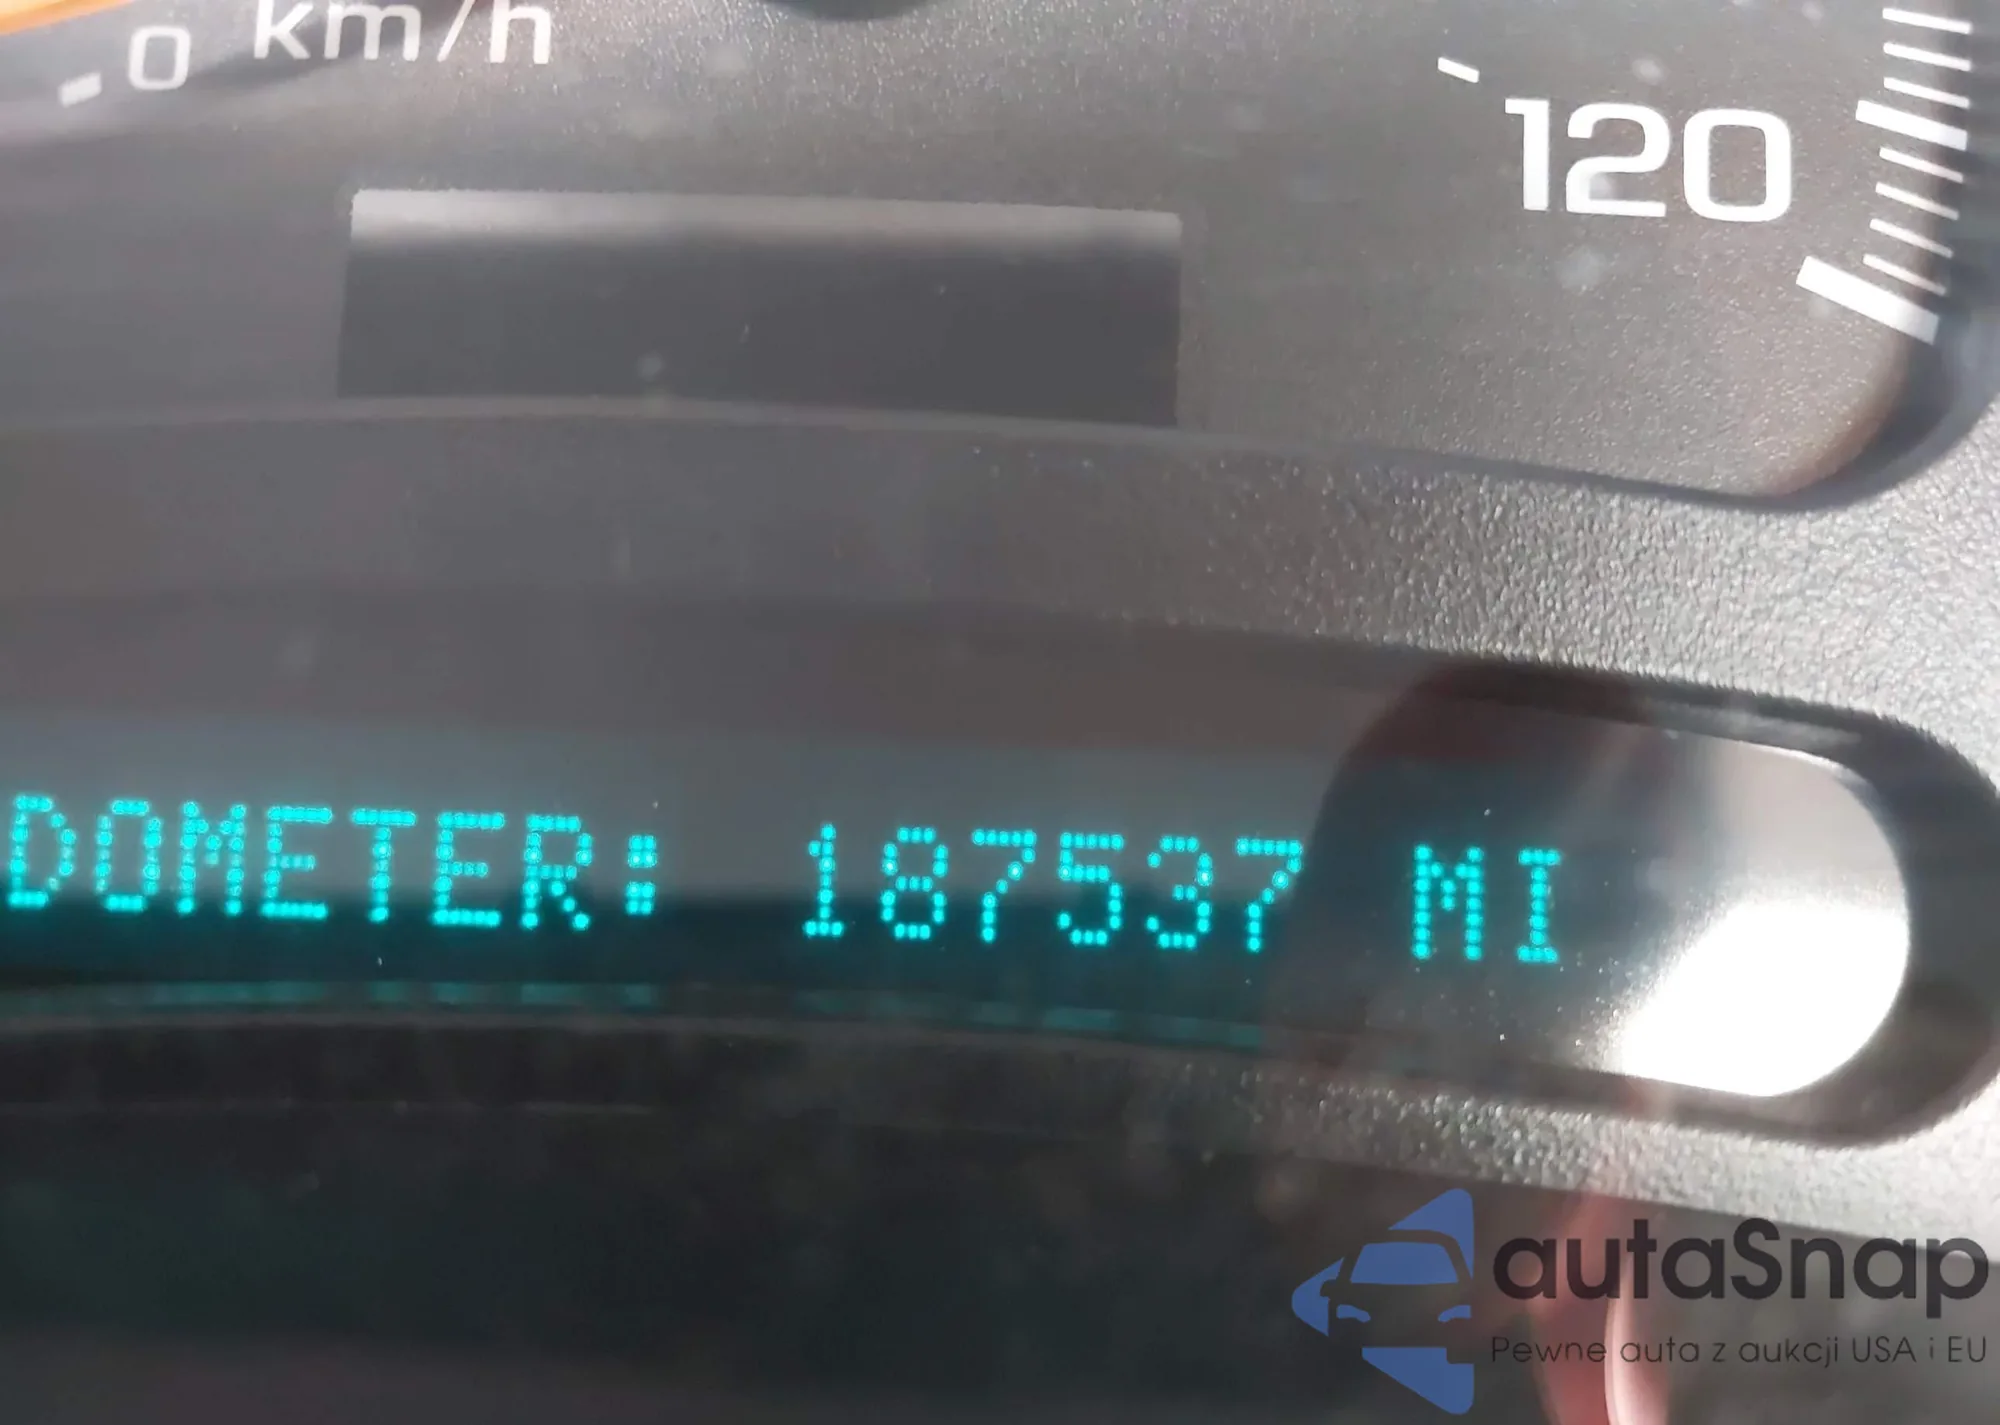 0 km/h
120
DOMETER: 187537 MI
autaSnap
Pewne auta z aukcji USA i EU